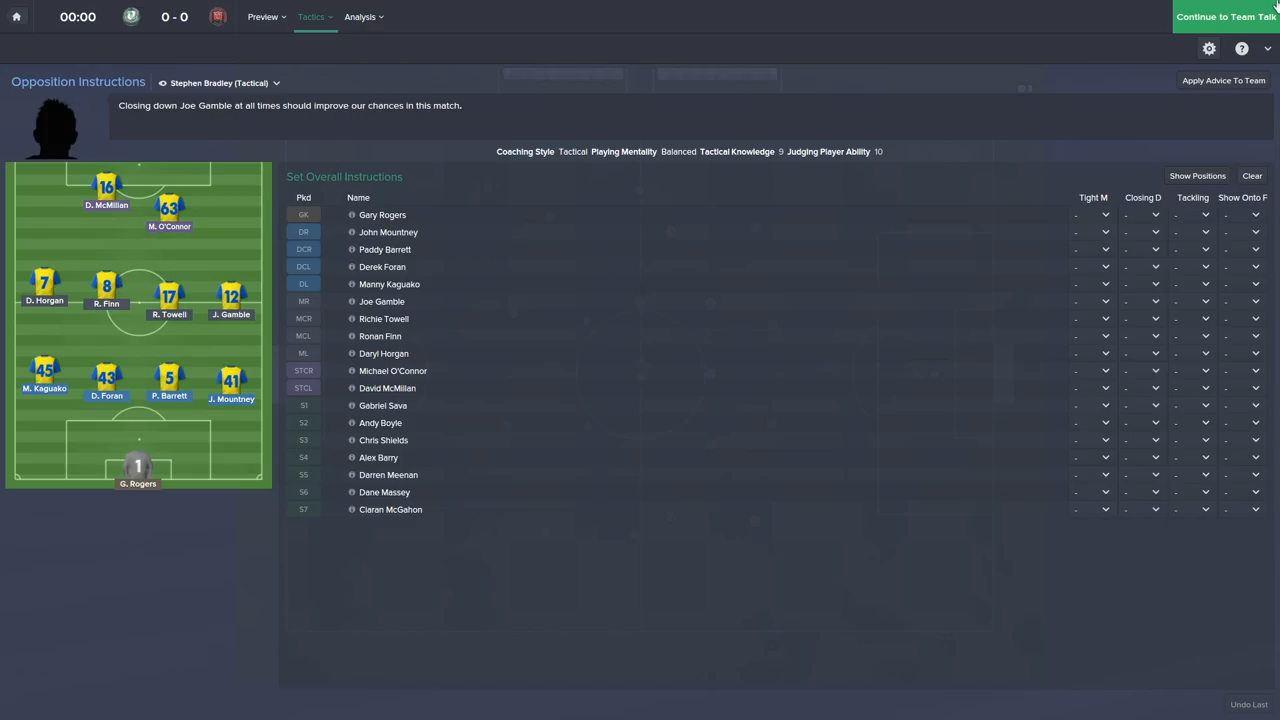 00:00 0 - 0 Preview Tactics Analysis Continue to Team Talk
Opposition Instructions Stephen Bradley (Tactical) Apply Advice To Team
Closing down Joe Gamble at all times should improve our chances in this match.
Coaching Style Tactical Playing Mentality Balanced Tactical Knowledge 9 Judging Player Ability 10
16
D. McMillan
63
M. O'Connor
7
D. Horgan
8
R. Finn
17
R. Towell
12
J. Gamble
45
M. Kaguako
43
D. Foran
5
P. Barrett
41
J. Mountney
1
G. Rogers
Set Overall Instructions Show Positions Clear
Pkd Name Tight M Closing D Tackling Show Onto F
GK Gary Rogers - - - -
DR John Mountney - - - -
DCR Paddy Barrett - - - -
DCL Derek Foran - - - -
DL Manny Kaguako - - - -
MR Joe Gamble - - - -
MCR Richie Towell - - - -
MCL Ronan Finn - - - -
ML Daryl Horgan - - - -
STCR Michael O'Connor - - - -
STCL David McMillan - - - -
S1 Gabriel Sava - - - -
S2 Andy Boyle - - - -
S3 Chris Shields - - - -
S4 Alex Barry - - - -
S5 Darren Meenan - - - -
S6 Dane Massey - - - -
S7 Ciaran McGahon - - - -
Undo Last